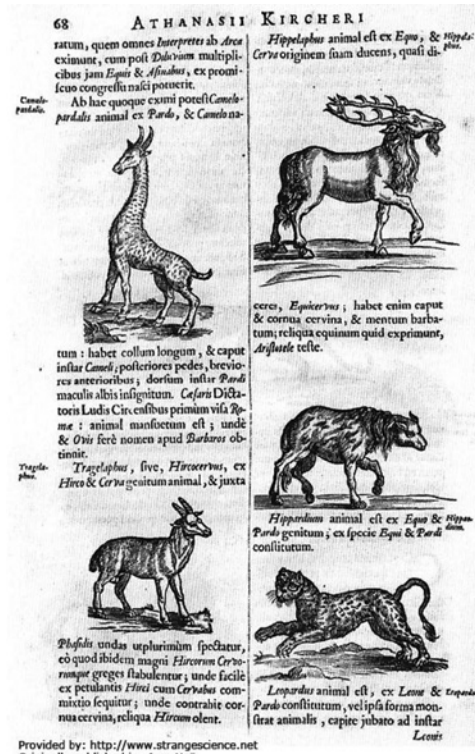 68 ATHANASII KIRCHERI
ratum, quem omnes Interpretes ab Arca
eximunt, cum post Diluvium multipli-
cibus jam Equis & Asinabus, ex promi-
scuo congressu nasci potuerit.
Camelo-
pardalis.
Ab hac quoque eximi potest Camelo-
pardalis animal ex Pardo, & Camelo na-
tum: habet collum longum, & caput
instar Cameli; posteriores pedes, brevio-
res anterioribus; dorsum instar Pardi
maculis albis insignitum. Cæsaris Dicta-
toris Ludis Circensibus primùm visa Ro-
mæ: animal mansuetum est; undè
& Ovis ferè nomen apud Barbaros ob-
tinuit.
Tragela-
phus.
Tragelaphus, sive, Hircocervus, ex
Hirco & Cerva genitum animal, & juxta
Phasidis undas utplurimùm spectatur,
eò quod ibidem magni Hircorum Cervo-
rumque greges stabulentur; unde facilè
ex petulantis Hirci cum Cervabus com-
mixtio sequitur; unde contrahit cor-
nua cervina, reliqua Hircum olent.
Hippelaphus animal est ex Equo, &
Cerva originem suam ducens, quasi di-
Hippela-
phus.
ceres, Equicervus; habet enim caput
& cornua cervina, & mentum barba-
tum; reliqua equinum quid exprimunt,
Aristotele teste.
Hippardium animal est ex Equo &
Pardo genitum; ex specie Equi & Pardi
constitutum.
Hippar-
dium.
Leopardus animal est, ex Leone &
Pardo constitutum, vel ipsa forma mon-
strat animalis, capite jubato ad instar
Leonis
Leopardus
Provided by: http://www.strangescience.net